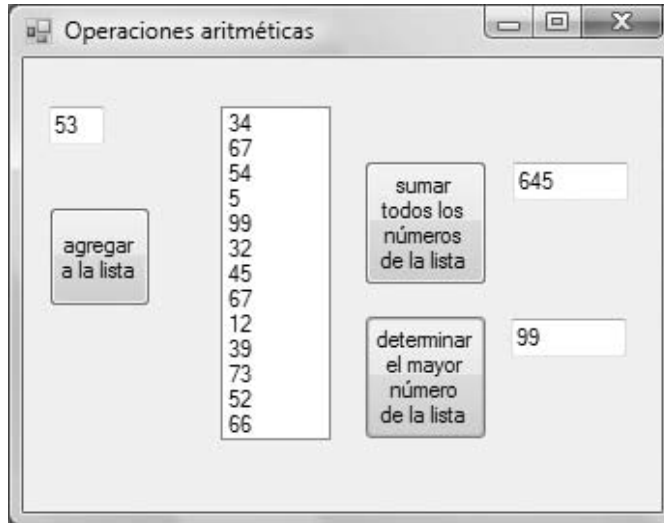 Operaciones aritméticas
53
agregar
a la lista
34
67
54
5
99
32
45
67
12
39
73
52
66
sumar
todos los
números
de la lista
645
determinar
el mayor
número
de la lista
99